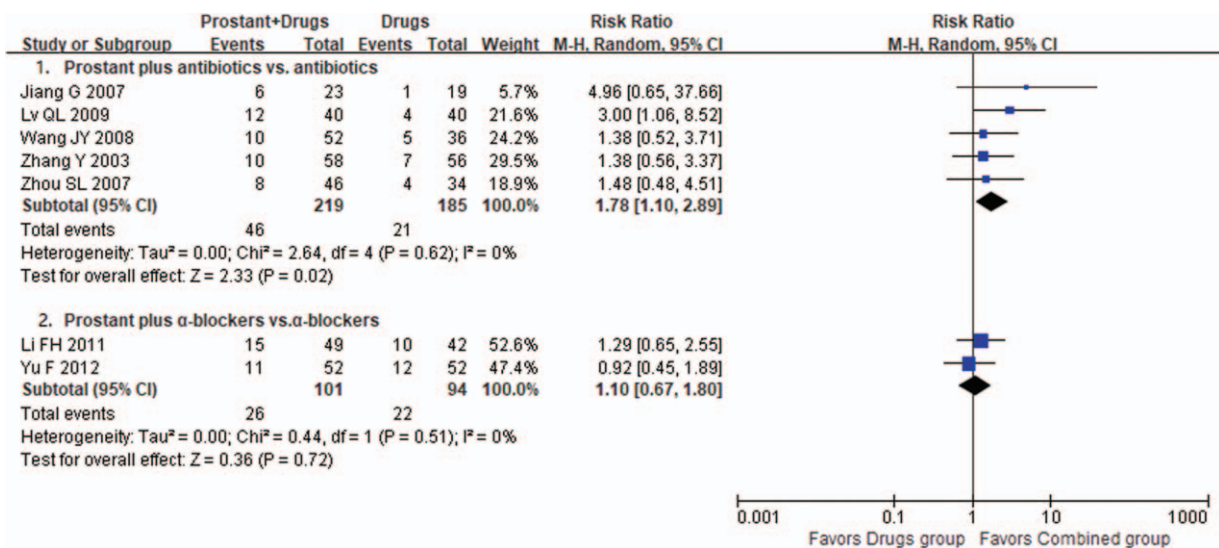 Prostant+Drugs Drugs Risk Ratio Risk Ratio
Study or Subgroup Events Total Events Total Weight M-H, Random, 95% CI M-H, Random, 95% CI
1. Prostant plus antibiotics vs. antibiotics
Jiang G 2007 6 23 1 19 5.7% 4.96 [0.65, 37.66]
Lv QL 2009 12 40 4 40 21.6% 3.00 [1.06, 8.52]
Wang JY 2008 10 52 5 36 24.2% 1.38 [0.52, 3.71]
Zhang Y 2003 10 58 7 56 29.5% 1.38 [0.56, 3.37]
Zhou SL 2007 8 46 4 34 18.9% 1.48 [0.48, 4.51]
Subtotal (95% CI) 219 185 100.0% 1.78 [1.10, 2.89]
Total events 46 21
Heterogeneity: Tau² = 0.00; Chi² = 2.64, df = 4 (P = 0.62); I² = 0%
Test for overall effect: Z = 2.33 (P = 0.02)
2. Prostant plus α-blockers vs.α-blockers
Li FH 2011 15 49 10 42 52.6% 1.29 [0.65, 2.55]
Yu F 2012 11 52 12 52 47.4% 0.92 [0.45, 1.89]
Subtotal (95% CI) 101 94 100.0% 1.10 [0.67, 1.80]
Total events 26 22
Heterogeneity: Tau² = 0.00; Chi² = 0.44, df = 1 (P = 0.51); I² = 0%
Test for overall effect: Z = 0.36 (P = 0.72)
0.001 0.1 1 10 1000
Favors Drugs group Favors Combined group